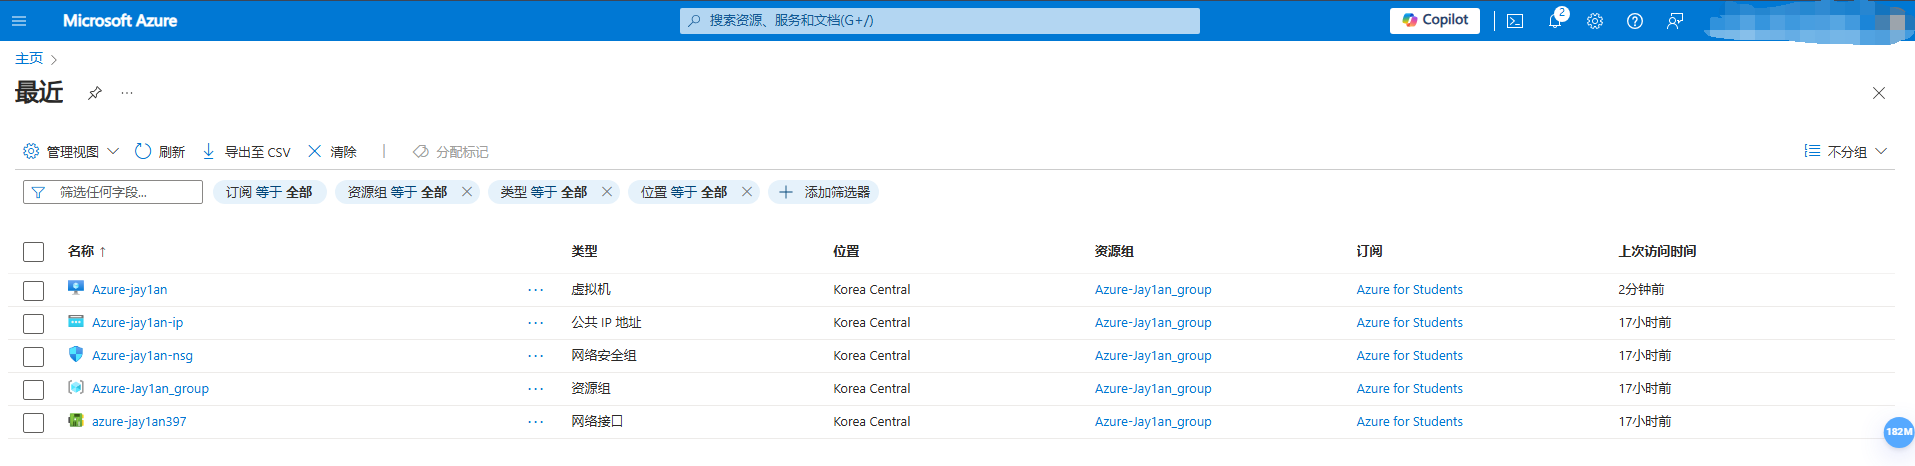 Microsoft Azure 搜索资源、服务和文档(G+/) Copilot 2
主页
最近 ...
管理视图 刷新 导出至 CSV 清除 | 分配标记 不分组
筛选任何字段... 订阅 等于 全部 资源组 等于 全部 类型 等于 全部 位置 等于 全部 添加筛选器
名称 ↑ 类型 位置 资源组 订阅 上次访问时间
Azure-jay1an ... 虚拟机 Korea Central Azure-Jay1an_group Azure for Students 2分钟前
Azure-jay1an-ip ... 公共 IP 地址 Korea Central Azure-Jay1an_group Azure for Students 17小时前
Azure-jay1an-nsg ... 网络安全组 Korea Central Azure-Jay1an_group Azure for Students 17小时前
Azure-Jay1an_group ... 资源组 Korea Central Azure-Jay1an_group Azure for Students 17小时前
azure-jay1an397 ... 网络接口 Korea Central Azure-Jay1an_group Azure for Students 17小时前
182M